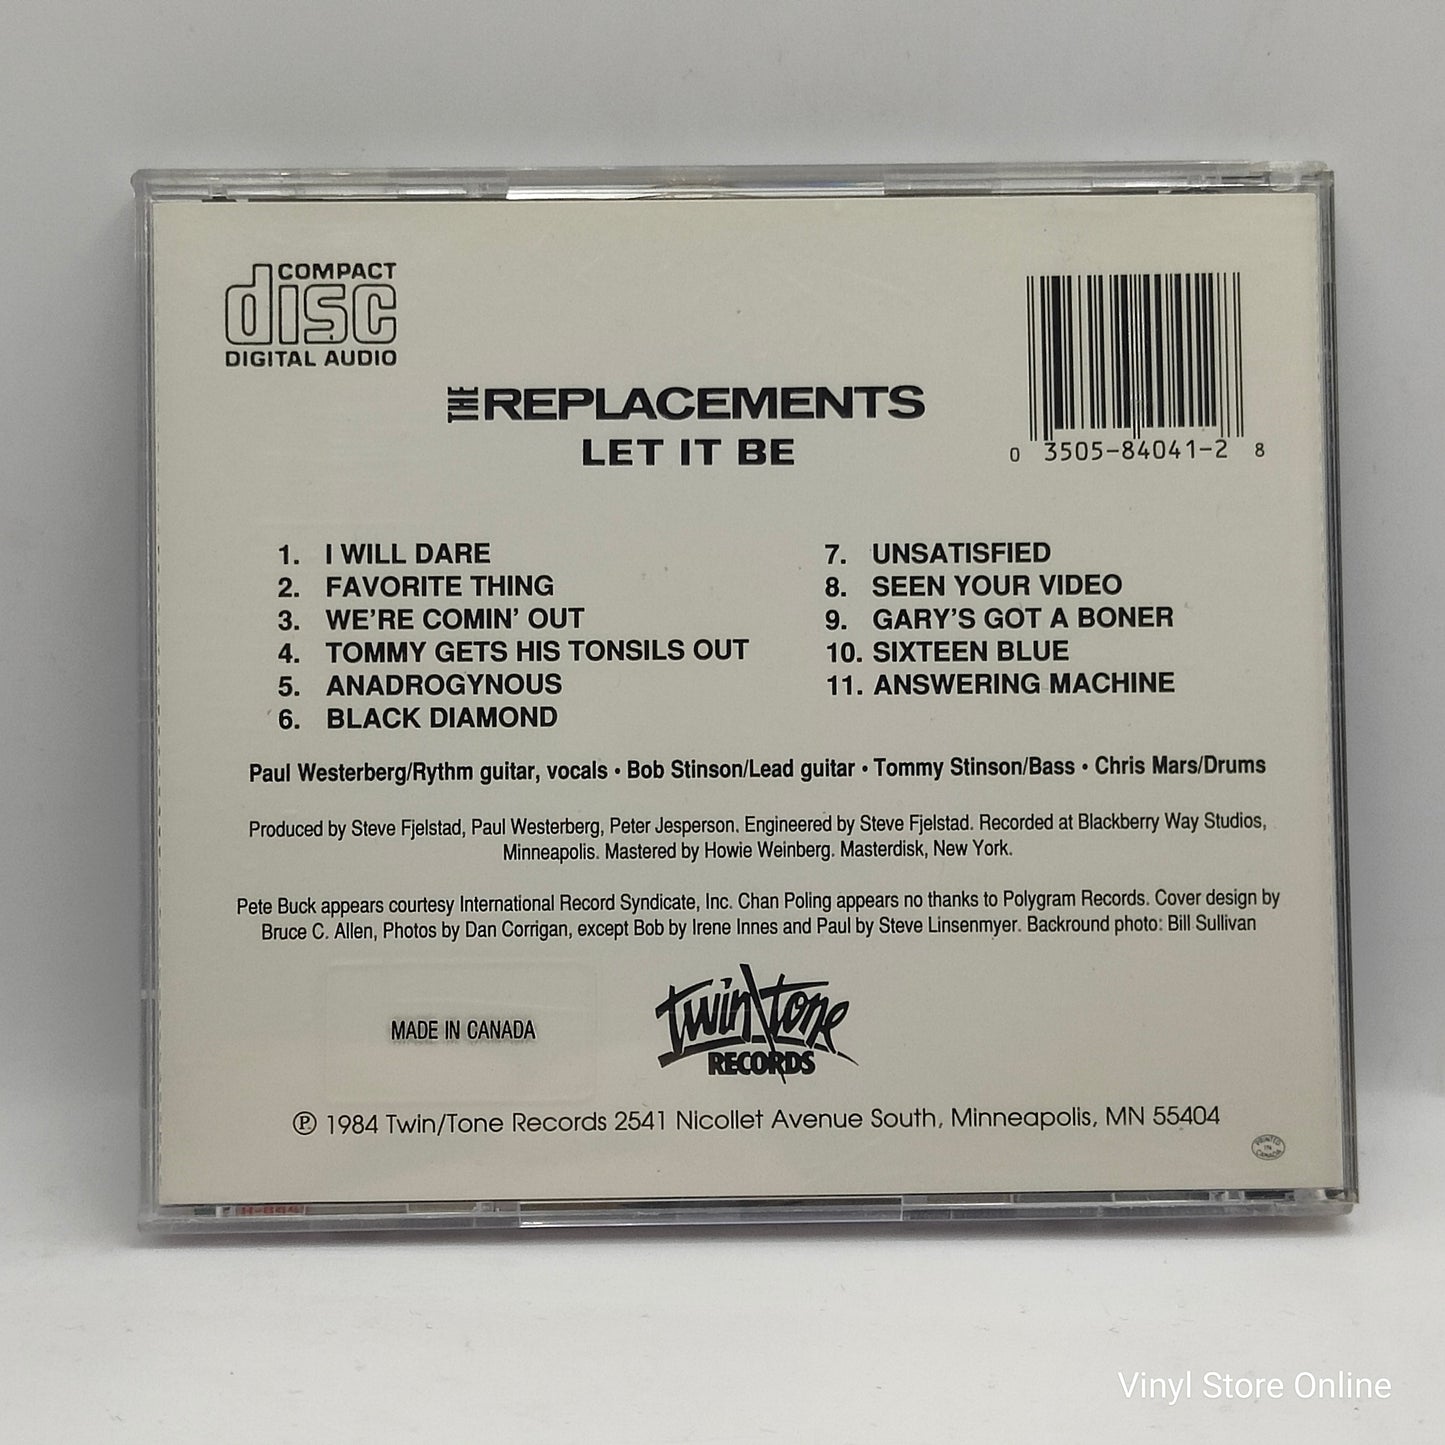 COMPACT
disc
DIGITAL AUDIO
THE REPLACEMENTS
LET IT BE
0 3505-84041-2 8
1. I WILL DARE
2. FAVORITE THING
3. WE'RE COMIN' OUT
4. TOMMY GETS HIS TONSILS OUT
5. ANADROGYNOUS
6. BLACK DIAMOND
7. UNSATISFIED
8. SEEN YOUR VIDEO
9. GARY'S GOT A BONER
10. SIXTEEN BLUE
11. ANSWERING MACHINE
Paul Westerberg/Rythm guitar, vocals • Bob Stinson/Lead guitar • Tommy Stinson/Bass • Chris Mars/Drums
Produced by Steve Fjelstad, Paul Westerberg, Peter Jesperson. Engineered by Steve Fjelstad. Recorded at Blackberry Way Studios,
Minneapolis. Mastered by Howie Weinberg. Masterdisk, New York.
Pete Buck appears courtesy International Record Syndicate, Inc. Chan Poling appears no thanks to Polygram Records. Cover design by
Bruce C. Allen, Photos by Dan Corrigan, except Bob by Irene Innes and Paul by Steve Linsenmyer. Backround photo: Bill Sullivan
MADE IN CANADA
twin\tone
RECORDS
℗ 1984 Twin/Tone Records 2541 Nicollet Avenue South, Minneapolis, MN 55404
PRINTED
IN
CANADA
Vinyl Store Online